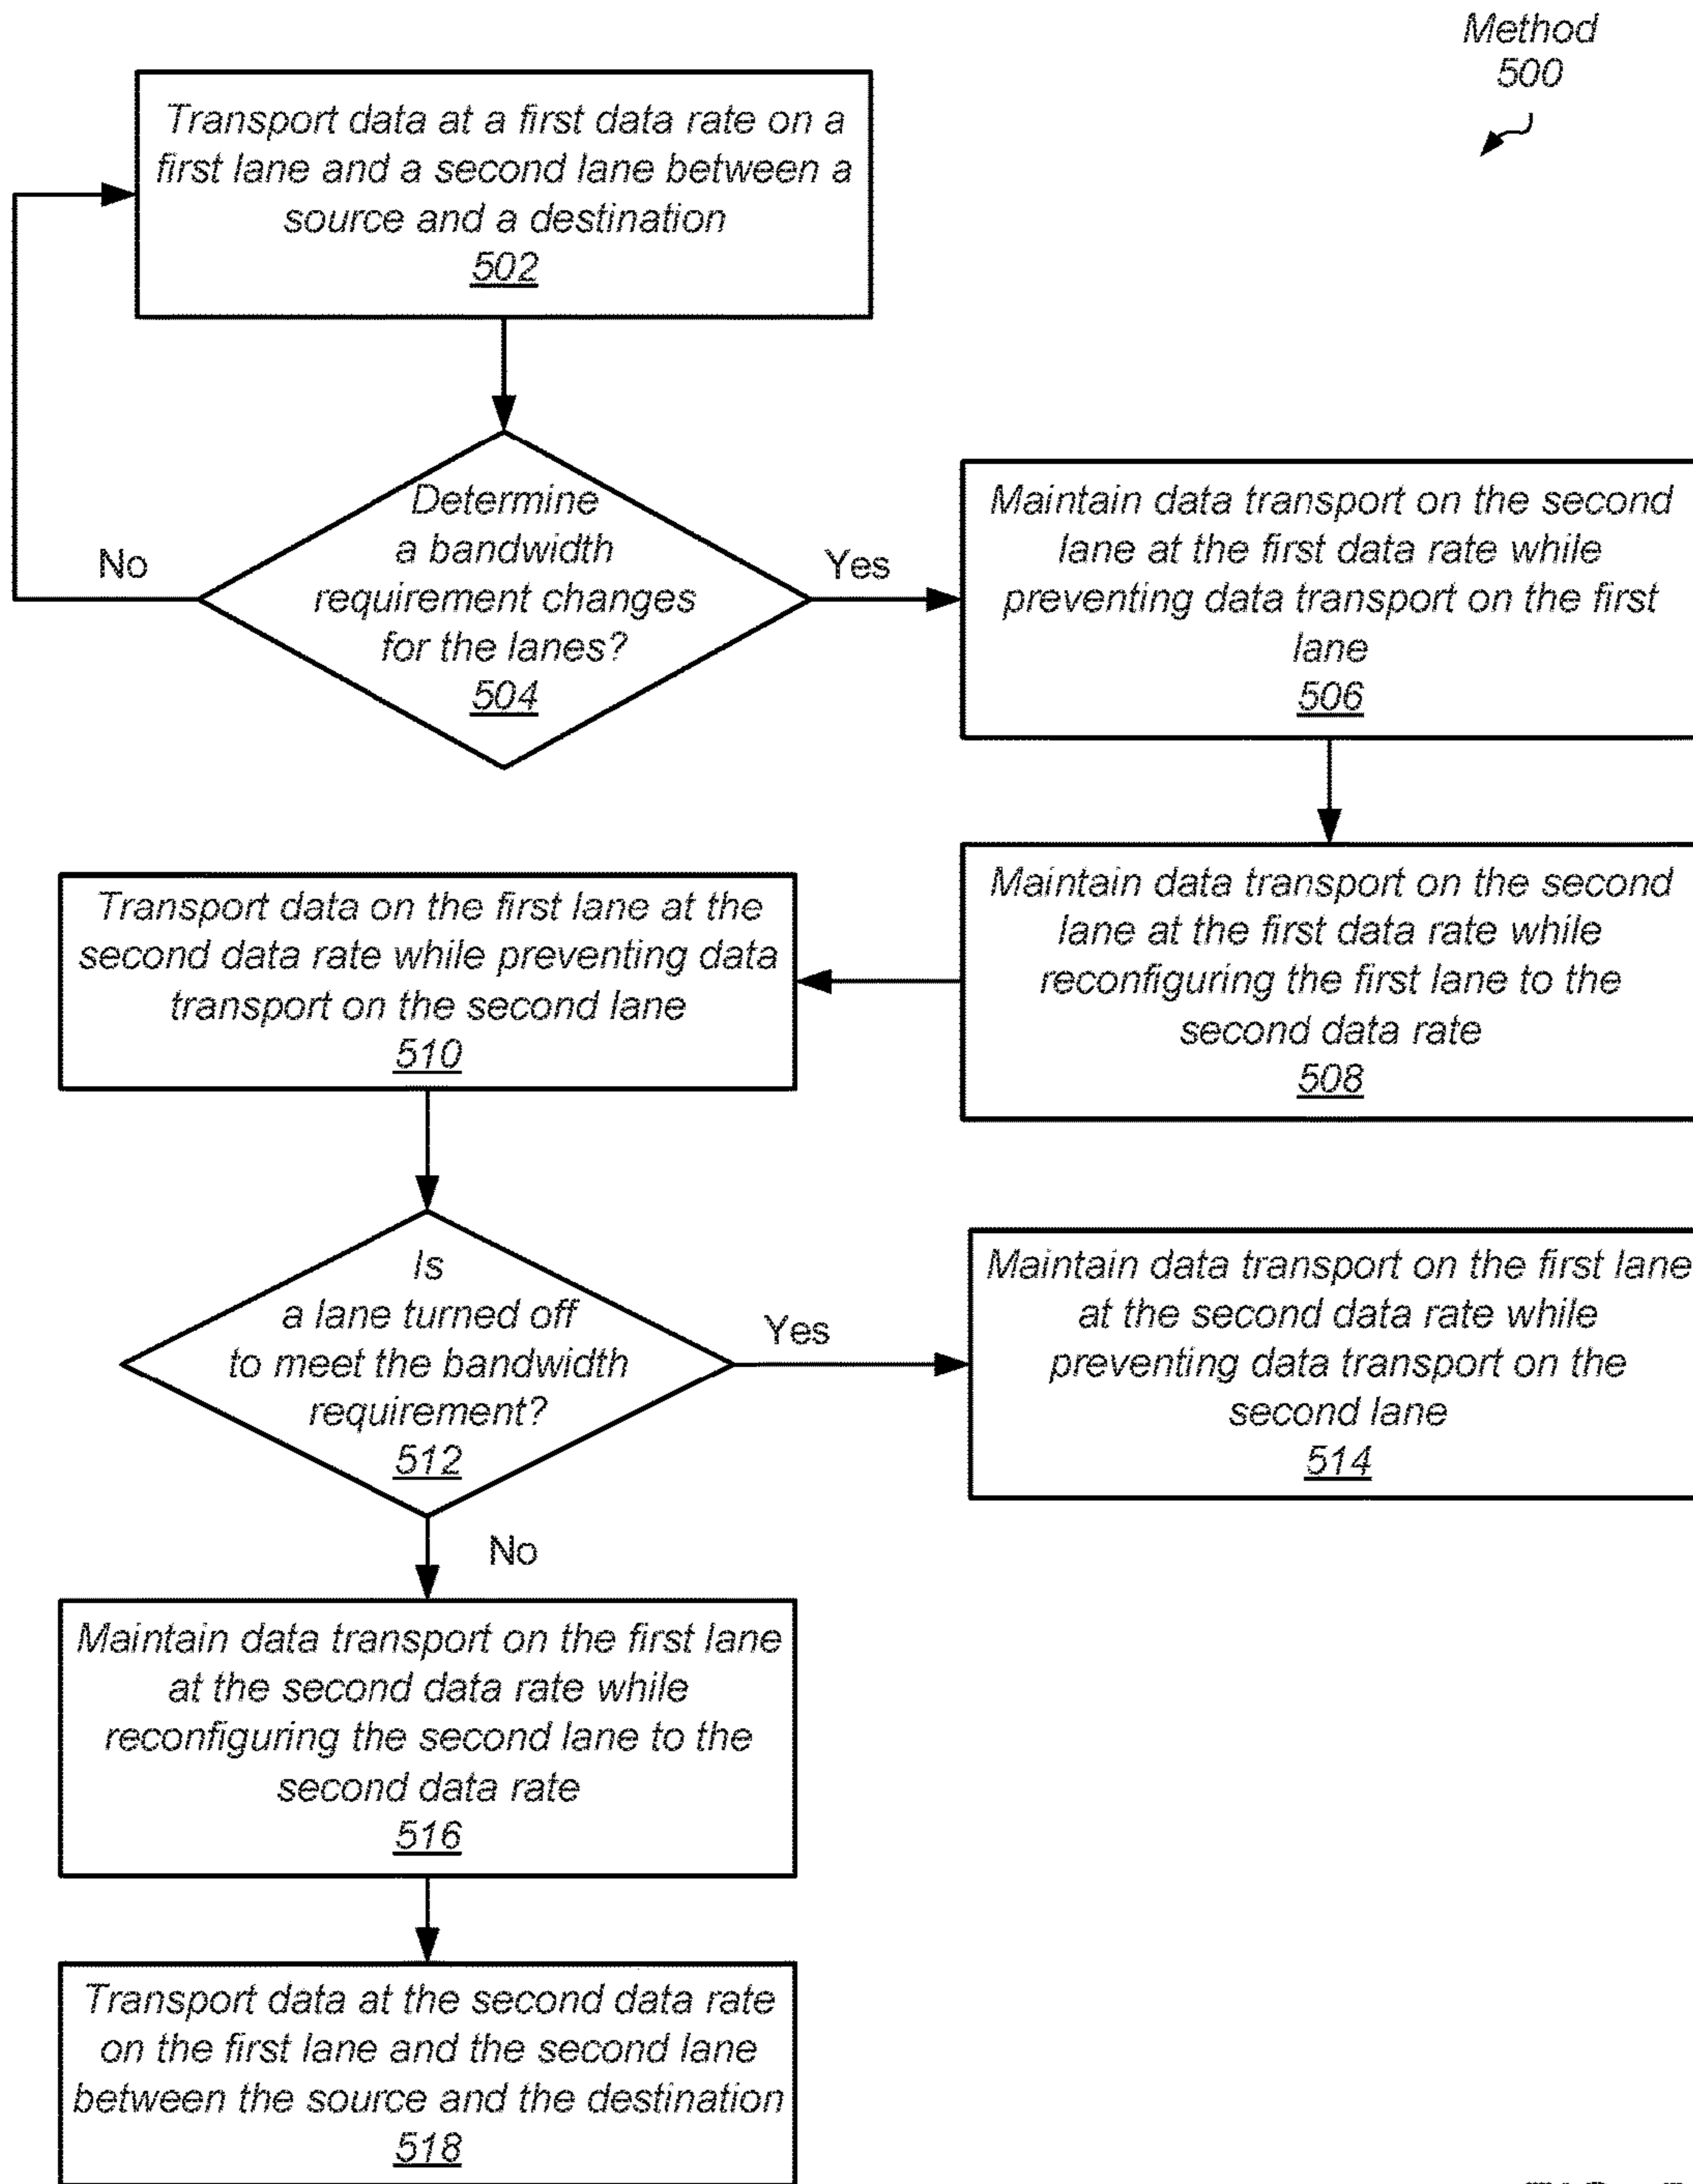 Method
500
Transport data at a first data rate on a
first lane and a second lane between a
source and a destination
502
Determine
a bandwidth
requirement changes
for the lanes?
504
No
Yes
Maintain data transport on the second
lane at the first data rate while
preventing data transport on the first
lane
506
Maintain data transport on the second
lane at the first data rate while
reconfiguring the first lane to the
second data rate
508
Transport data on the first lane at the
second data rate while preventing data
transport on the second lane
510
Is
a lane turned off
to meet the bandwidth
requirement?
512
Yes
Maintain data transport on the first lane
at the second data rate while
preventing data transport on the
second lane
514
No
Maintain data transport on the first lane
at the second data rate while
reconfiguring the second lane to the
second data rate
516
Transport data at the second data rate
on the first lane and the second lane
between the source and the destination
518